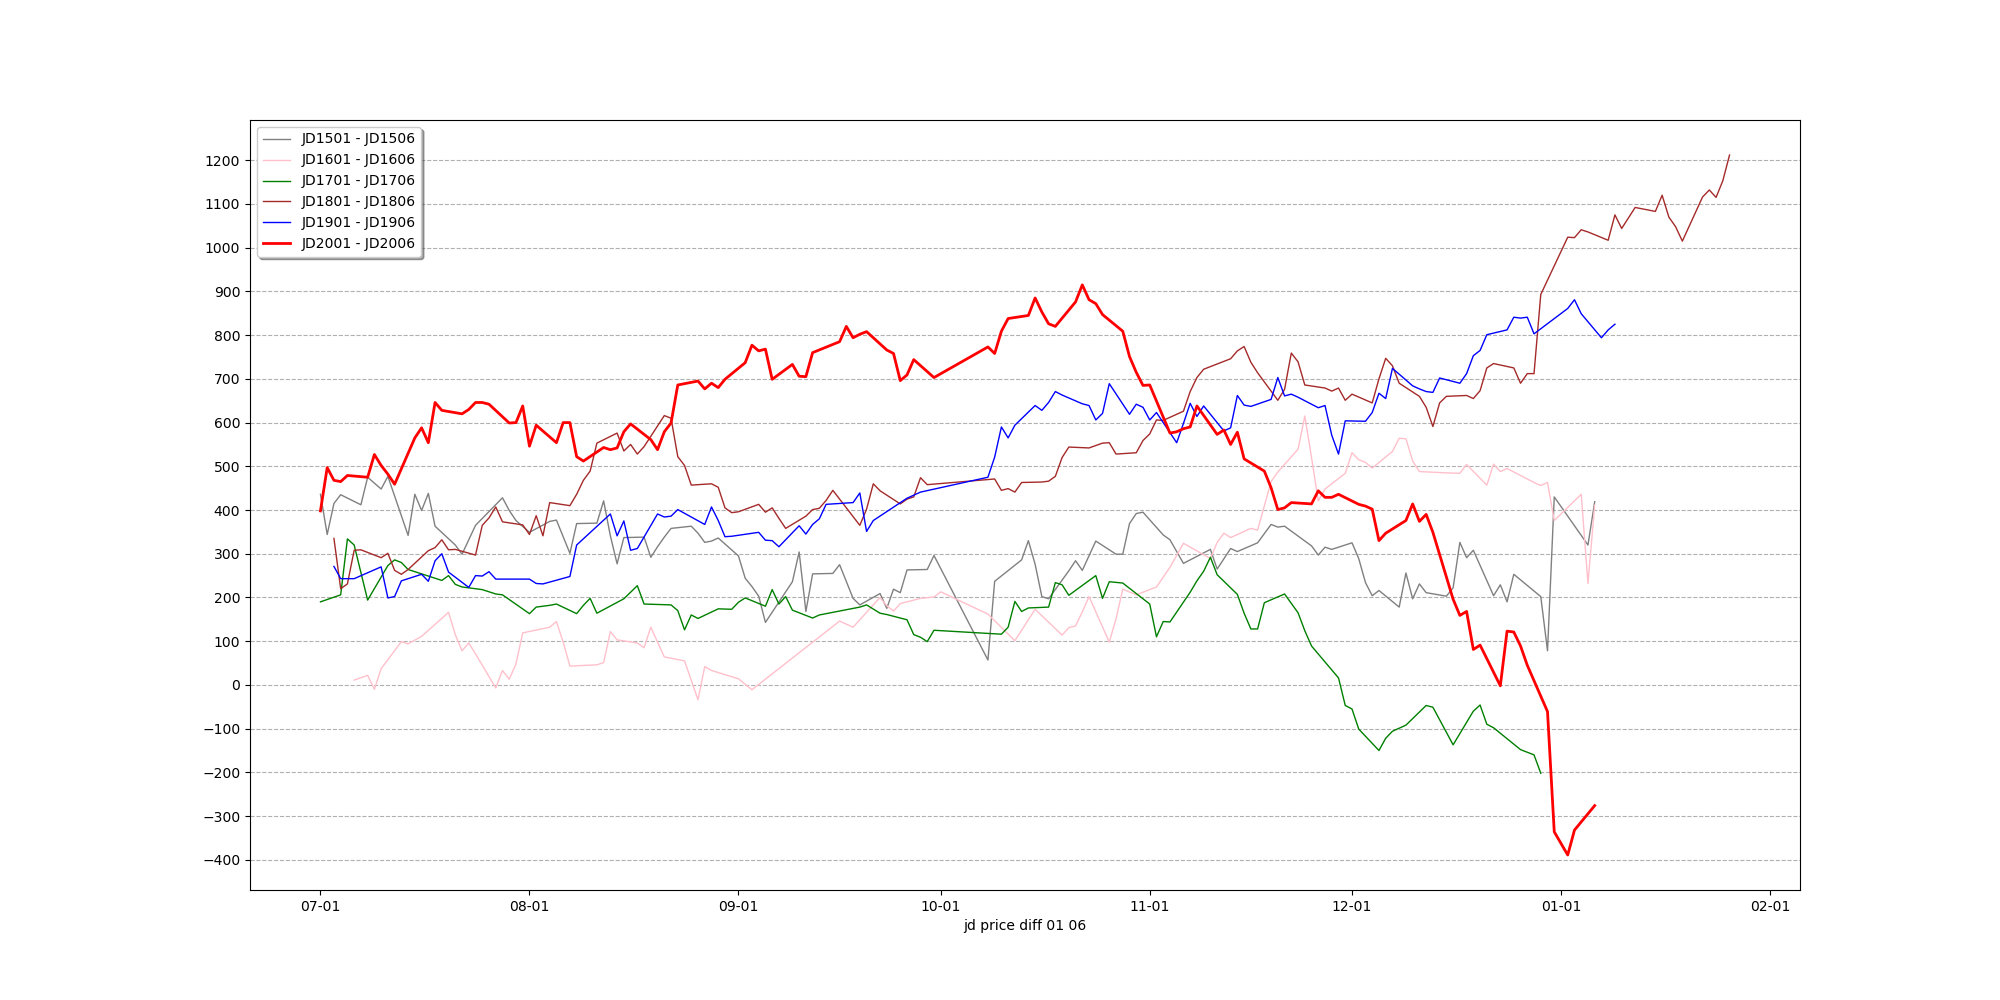 JD1501 - JD1506
JD1601 - JD1606
JD1701 - JD1706
JD1801 - JD1806
JD1901 - JD1906
JD2001 - JD2006
1200
1100
1000
900
800
700
600
500
400
300
200
100
0
−100
−200
−300
−400
07-01 08-01 09-01 10-01 11-01 12-01 01-01 02-01
jd price diff 01 06